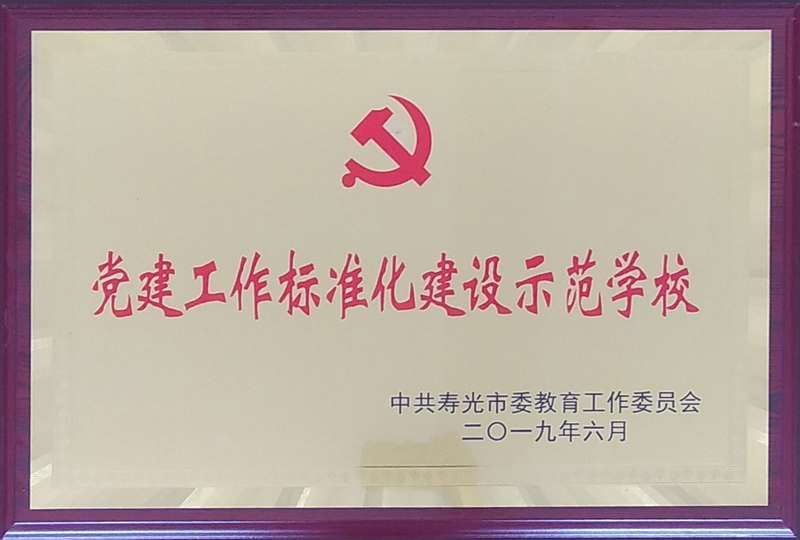 党建工作标准化建设示范学校
中共寿光市委教育工作委员会
二〇一九年六月